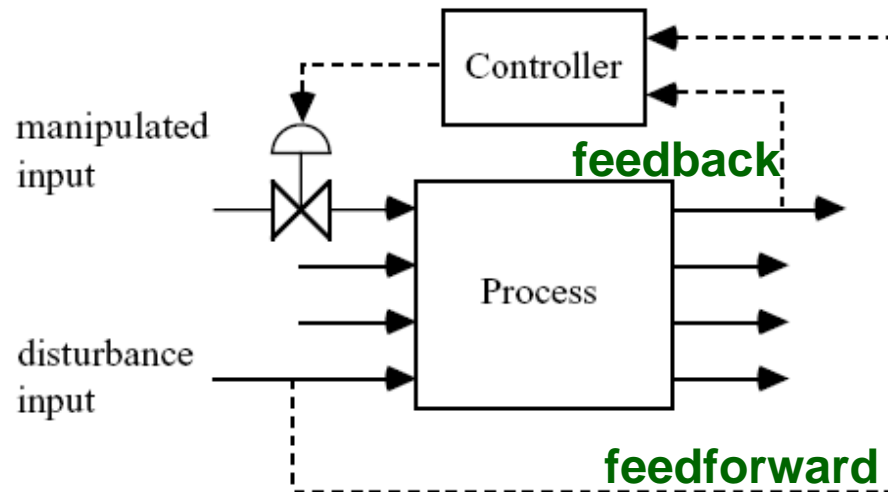 Controller
manipulated
input
feedback
Process
disturbance
input
feedforward